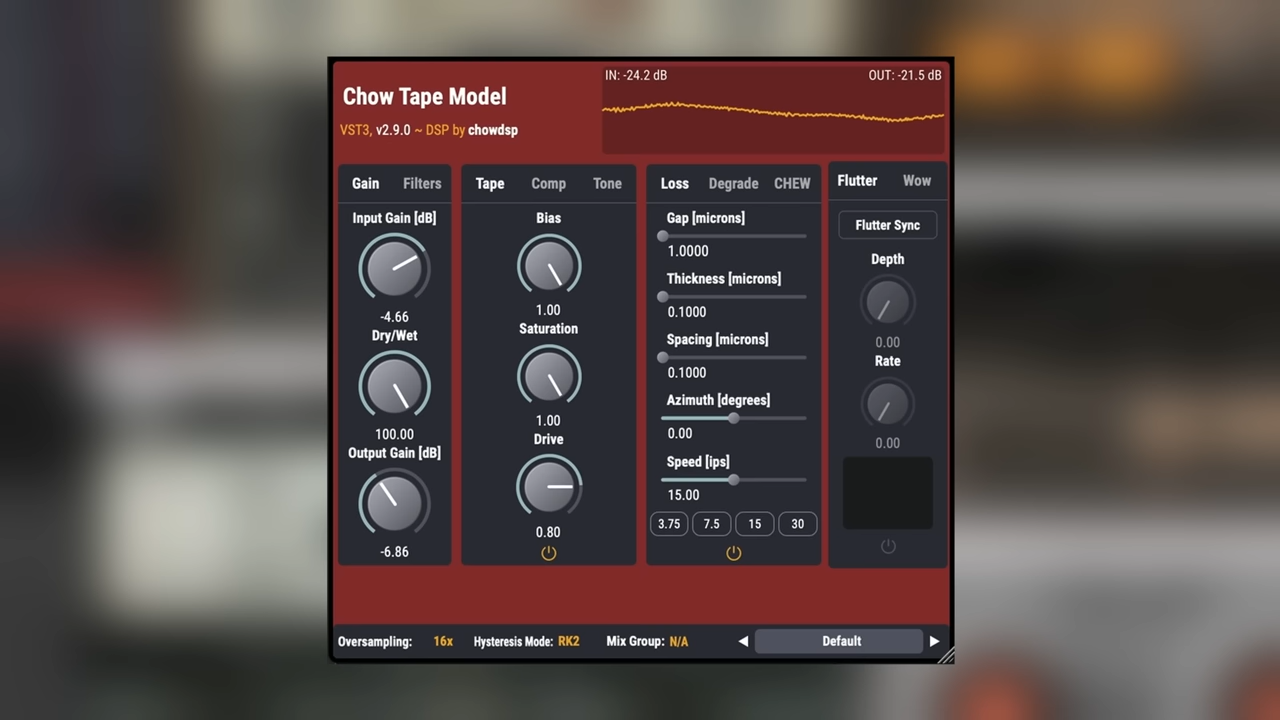 Chow Tape Model
VST3, v2.9.0 ~ DSP by chowdsp
IN: -24.2 dB
OUT: -21.5 dB
Gain Filters
Input Gain [dB]
-4.66
Dry/Wet
100.00
Output Gain [dB]
-6.86
Tape Comp Tone
Bias
1.00
Saturation
1.00
Drive
0.80
Loss Degrade CHEW
Gap [microns]
1.0000
Thickness [microns]
0.1000
Spacing [microns]
0.1000
Azimuth [degrees]
0.00
Speed [ips]
15.00
3.75 7.5 15 30
Flutter Wow
Flutter Sync
Depth
0.00
Rate
0.00
Oversampling: 16x Hysteresis Mode: RK2 Mix Group: N/A Default